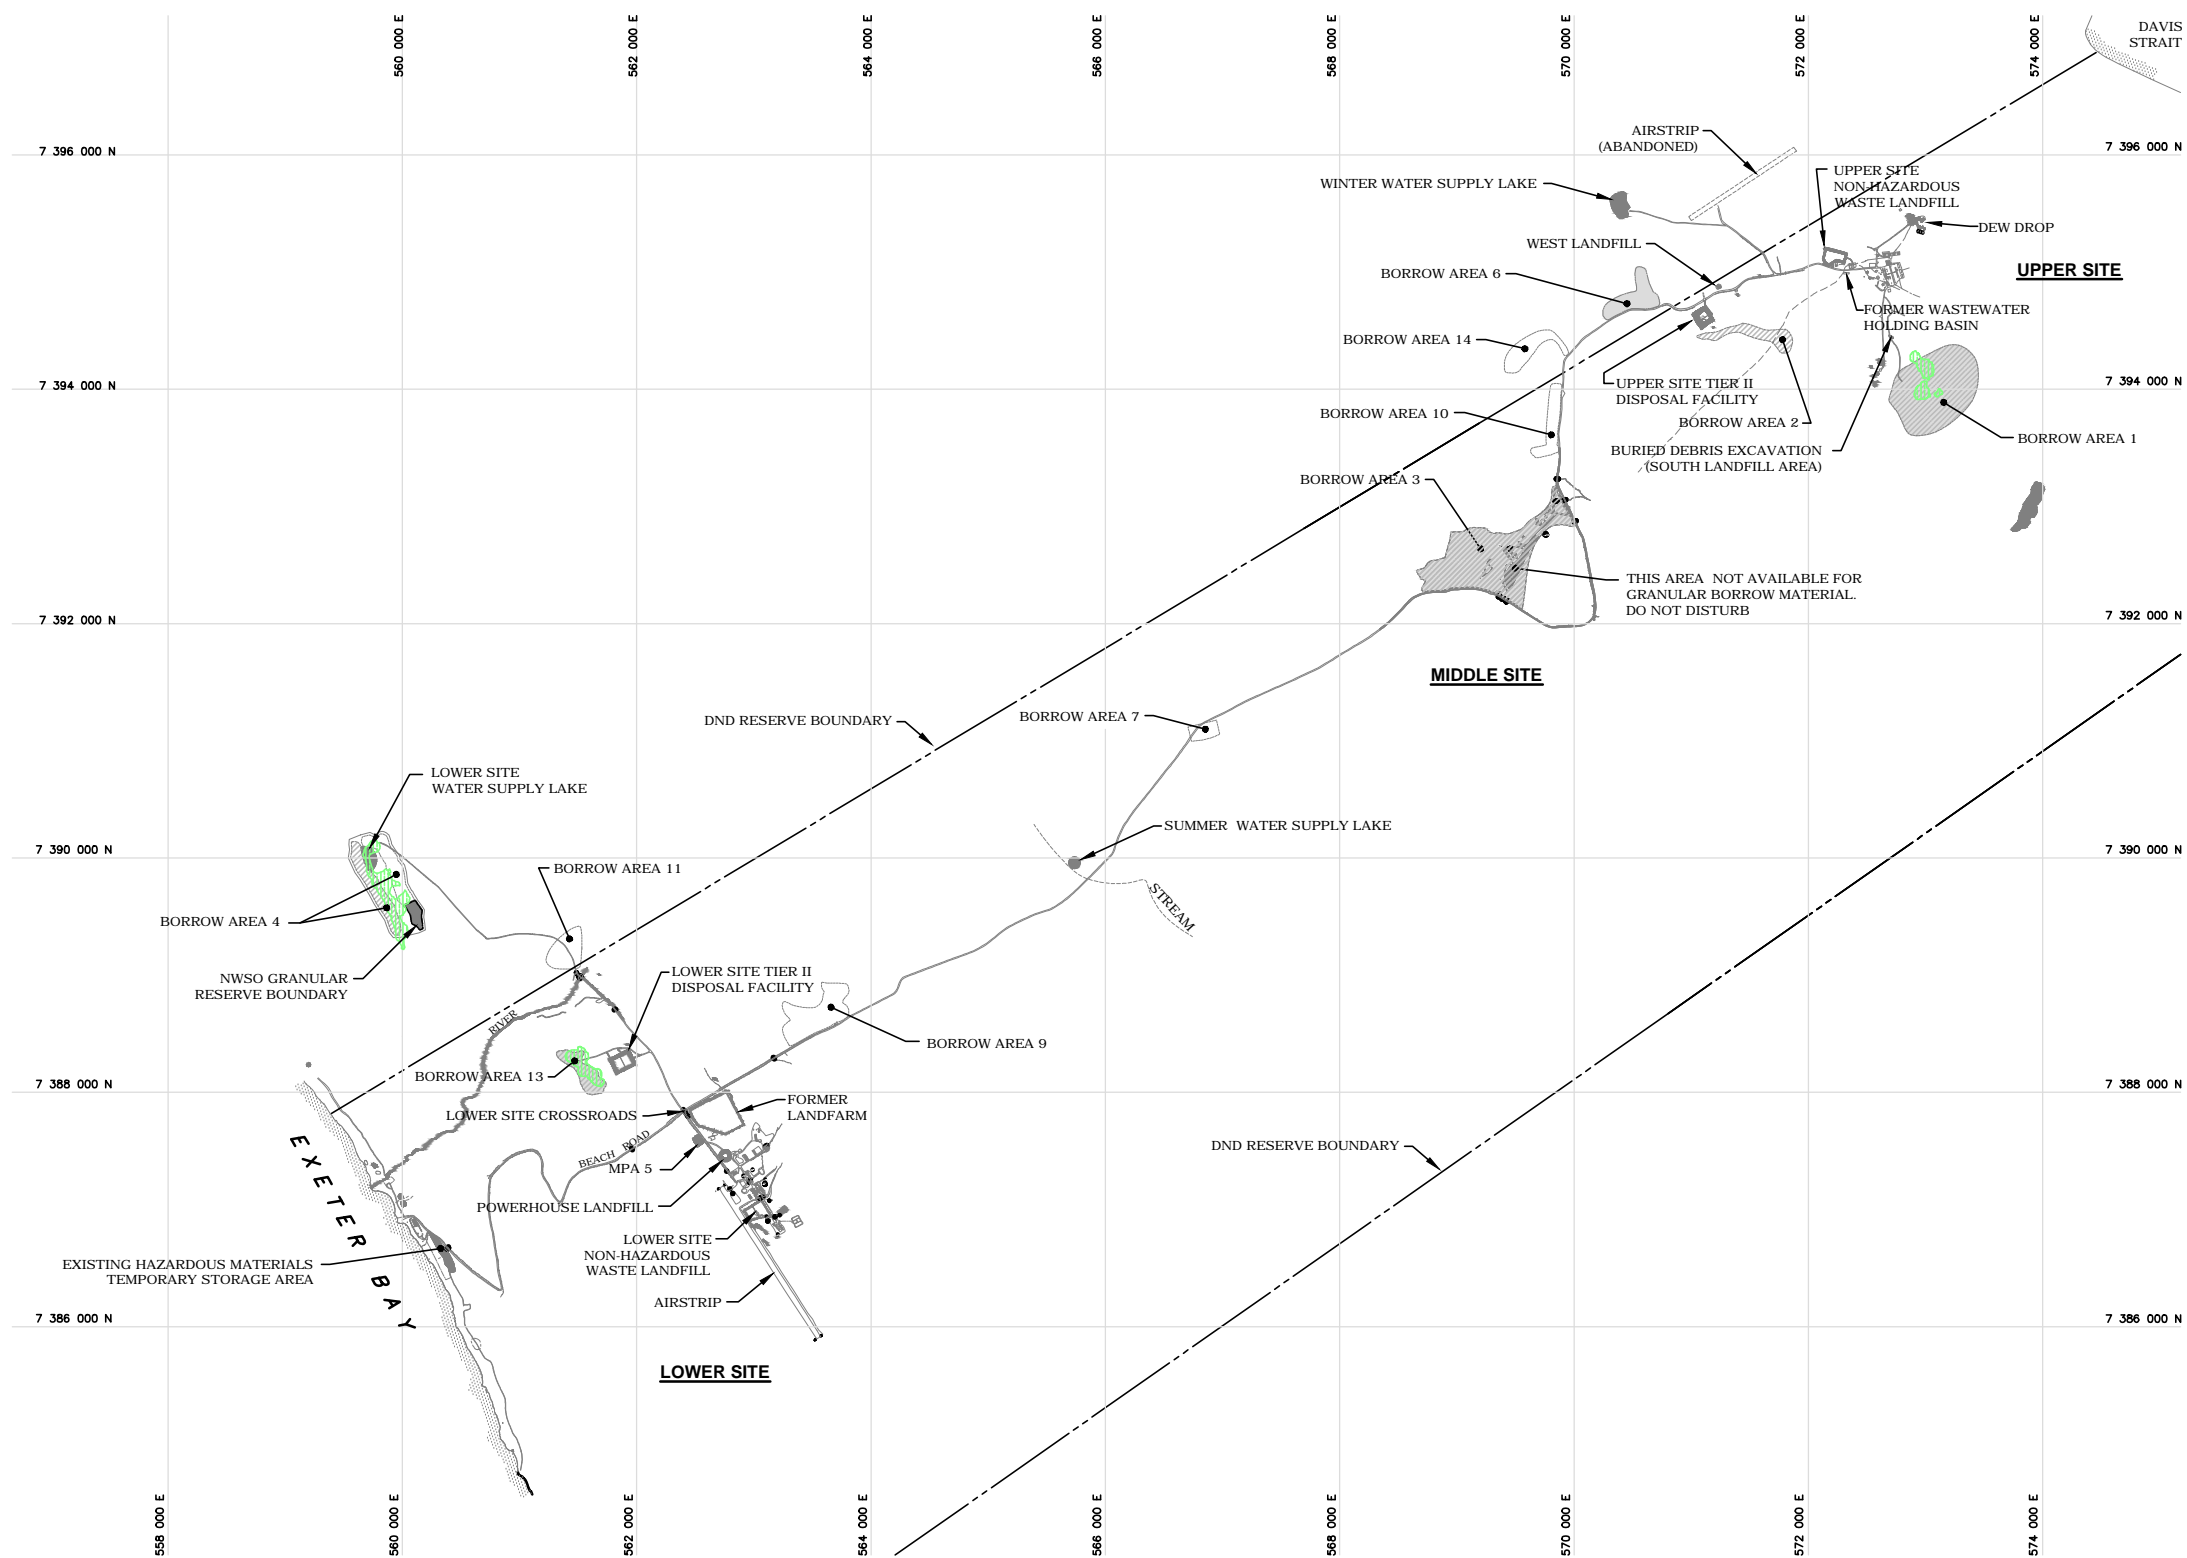 560 000 E
562 000 E
564 000 E
566 000 E
568 000 E
570 000 E
572 000 E
574 000 E
DAVIS
STRAIT
7 396 000 N
7 396 000 N
AIRSTRIP
(ABANDONED)
WINTER WATER SUPPLY LAKE
UPPER SITE
NON-HAZARDOUS
WASTE LANDFILL
DEW DROP
WEST LANDFILL
BORROW AREA 6
UPPER SITE
FORMER WASTEWATER
HOLDING BASIN
BORROW AREA 14
7 394 000 N
7 394 000 N
UPPER SITE TIER II
DISPOSAL FACILITY
BORROW AREA 10
BORROW AREA 2
BORROW AREA 1
BURIED DEBRIS EXCAVATION
(SOUTH LANDFILL AREA)
BORROW AREA 3
THIS AREA  NOT AVAILABLE FOR
GRANULAR BORROW MATERIAL.
DO NOT DISTURB
7 392 000 N
7 392 000 N
MIDDLE SITE
DND RESERVE BOUNDARY
BORROW AREA 7
LOWER SITE
WATER SUPPLY LAKE
SUMMER  WATER SUPPLY LAKE
7 390 000 N
7 390 000 N
BORROW AREA 11
STREAM
BORROW AREA 4
NWSO GRANULAR
RESERVE BOUNDARY
LOWER SITE TIER II
DISPOSAL FACILITY
RIVER
BORROW AREA 9
BORROW AREA 13
7 388 000 N
7 388 000 N
FORMER
LANDFARM
LOWER SITE CROSSROADS
BEACH ROAD
MPA 5
DND RESERVE BOUNDARY
EXETER BAY
POWERHOUSE LANDFILL
LOWER SITE
NON-HAZARDOUS
WASTE LANDFILL
EXISTING HAZARDOUS MATERIALS
TEMPORARY STORAGE AREA
AIRSTRIP
7 386 000 N
7 386 000 N
LOWER SITE
558 000 E
560 000 E
562 000 E
564 000 E
566 000 E
568 000 E
570 000 E
572 000 E
574 000 E